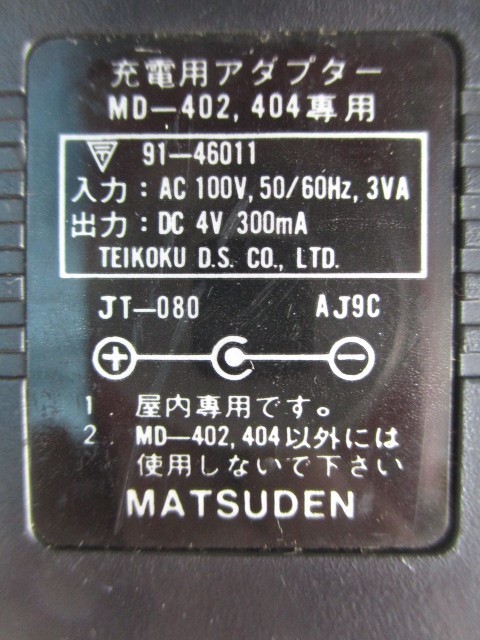 充電用アダプター
MD-402, 404専用
〒 91-46011
入力: AC 100V, 50/60Hz, 3VA
出力: DC 4V 300mA
TEIKOKU D.S. CO., LTD.
JT-080 AJ9C
+ -
1. 屋内専用です。
2. MD-402, 404以外には
使用しないで下さい
MATSUDEN